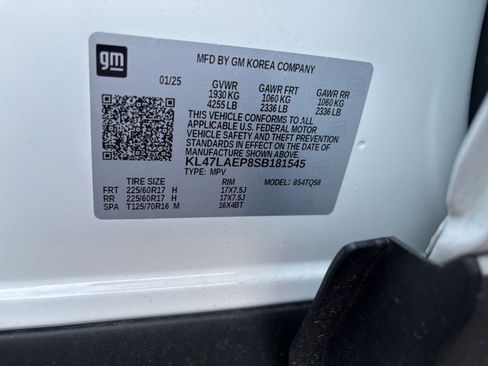 gm
MFD BY GM KOREA COMPANY
01/25 GVWR GAWR FRT GAWR RR
1930 KG 1060 KG 1060 KG
4255 LB 2336 LB 2336 LB
THIS VEHICLE CONFORMS TO ALL
APPLICABLE U.S. FEDERAL MOTOR
VEHICLE SAFETY AND THEFT PREVENTION
STANDARDS IN EFFECT ON THE DATE OF
MANUFACTURE SHOWN ABOVE.
KL47LAEP8SB181545
TYPE: MPV
TIRE SIZE RIM MODEL: 854TQ58
FRT 225/60R17 H 17X7.5J
RR 225/60R17 H 17X7.5J
SPA T125/70R16 M 16X4BT